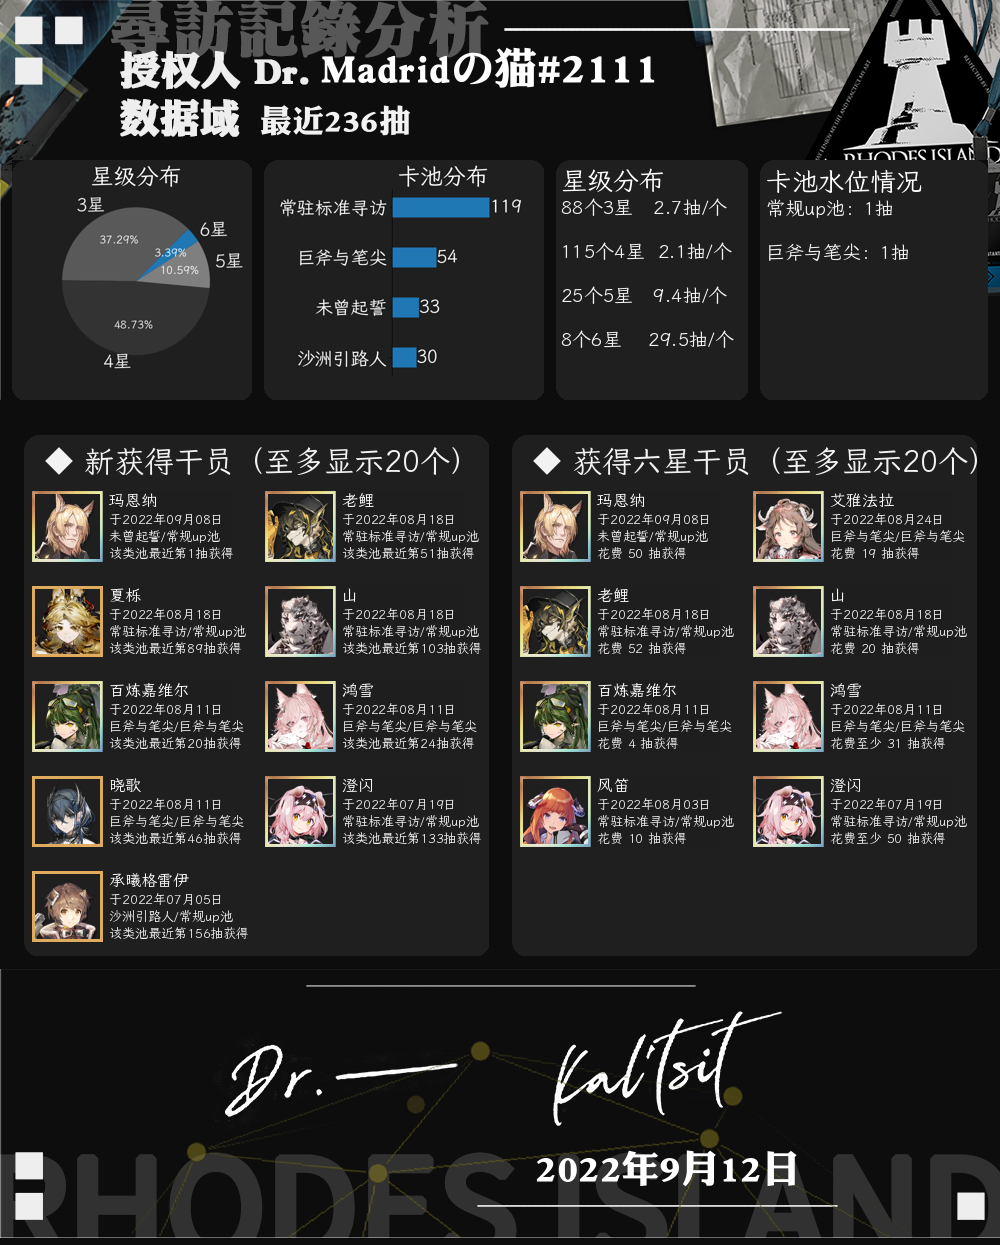 尋訪記錄分析
授权人 Dr. Madridの猫#2111
数据域 最近236抽
RHODES ISLAND
星级分布
3星
37.29%
6星
3.39%
5星
10.59%
48.73%
4星
卡池分布
常驻标准寻访 119
巨斧与笔尖 54
未曾起誓 33
沙洲引路人 30
星级分布
88个3星 2.7抽/个
115个4星 2.1抽/个
25个5星 9.4抽/个
8个6星 29.5抽/个
卡池水位情况
常规up池：1抽
巨斧与笔尖：1抽
◆ 新获得干员（至多显示20个）
玛恩纳
于2022年09月08日
未曾起誓/常规up池
该类池最近第1抽获得
老鲤
于2022年08月18日
常驻标准寻访/常规up池
该类池最近第51抽获得
夏栎
于2022年08月18日
常驻标准寻访/常规up池
该类池最近第89抽获得
山
于2022年08月18日
常驻标准寻访/常规up池
该类池最近第103抽获得
百炼嘉维尔
于2022年08月11日
巨斧与笔尖/巨斧与笔尖
该类池最近第20抽获得
鸿雪
于2022年08月11日
巨斧与笔尖/巨斧与笔尖
该类池最近第24抽获得
晓歌
于2022年08月11日
巨斧与笔尖/巨斧与笔尖
该类池最近第46抽获得
澄闪
于2022年07月19日
常驻标准寻访/常规up池
该类池最近第133抽获得
承曦格雷伊
于2022年07月05日
沙洲引路人/常规up池
该类池最近第156抽获得
◆ 获得六星干员（至多显示20个）
玛恩纳
于2022年09月08日
未曾起誓/常规up池
花费 50 抽获得
艾雅法拉
于2022年08月24日
巨斧与笔尖/巨斧与笔尖
花费 19 抽获得
老鲤
于2022年08月18日
常驻标准寻访/常规up池
花费 52 抽获得
山
于2022年08月18日
常驻标准寻访/常规up池
花费 20 抽获得
百炼嘉维尔
于2022年08月11日
巨斧与笔尖/巨斧与笔尖
花费 4 抽获得
鸿雪
于2022年08月11日
巨斧与笔尖/巨斧与笔尖
花费至少 31 抽获得
风笛
于2022年08月03日
常驻标准寻访/常规up池
花费 10 抽获得
澄闪
于2022年07月19日
常驻标准寻访/常规up池
花费至少 50 抽获得
Dr. — Kal'tsit
2022年9月12日
RHODES ISLAND